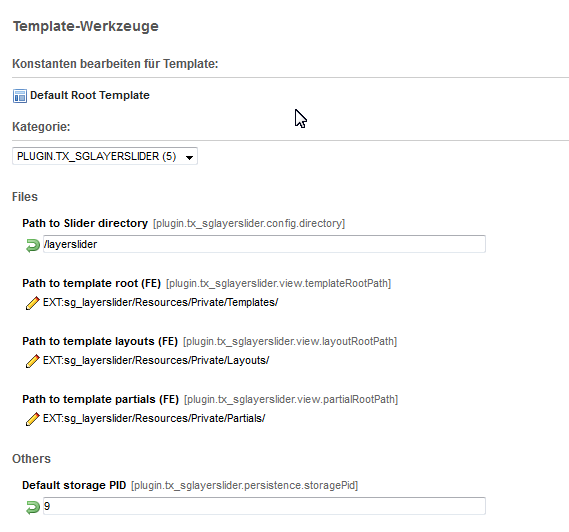 Template-Werkzeuge
Konstanten bearbeiten für Template:
Default Root Template
Kategorie:
PLUGIN.TX_SGLAYERSLIDER (5)
Files
Path to Slider directory [plugin.tx_sglayerslider.config.directory]
/layerslider
Path to template root (FE) [plugin.tx_sglayerslider.view.templateRootPath]
EXT:sg_layerslider/Resources/Private/Templates/
Path to template layouts (FE) [plugin.tx_sglayerslider.view.layoutRootPath]
EXT:sg_layerslider/Resources/Private/Layouts/
Path to template partials (FE) [plugin.tx_sglayerslider.view.partialRootPath]
EXT:sg_layerslider/Resources/Private/Partials/
Others
Default storage PID [plugin.tx_sglayerslider.persistence.storagePid]
9